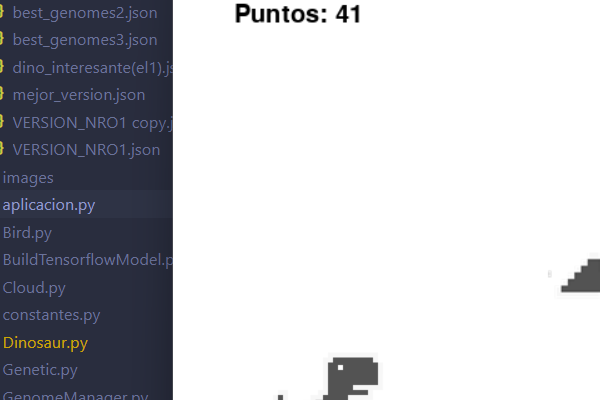 best_genomes2.json
best_genomes3.json
dino_interesante(el1).js
mejor_version.json
VERSION_NRO1 copy.j
VERSION_NRO1.json
images
aplicacion.py
Bird.py
BuildTensorflowModel.p
Cloud.py
constantes.py
Dinosaur.py
Genetic.py
GenomeManager.py
Puntos: 41